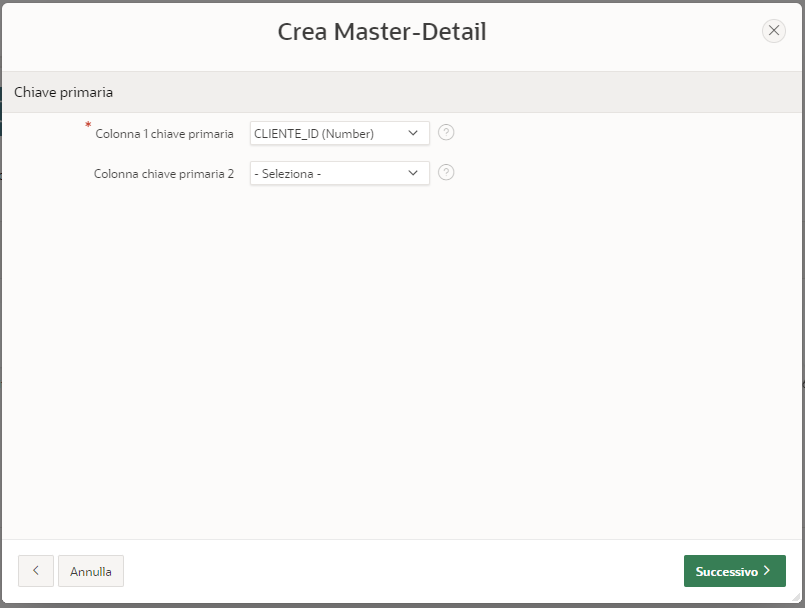 Crea Master-Detail
Chiave primaria
* Colonna 1 chiave primaria CLIENTE_ID (Number) ?
Colonna chiave primaria 2 - Seleziona - ?
Annulla
Successivo